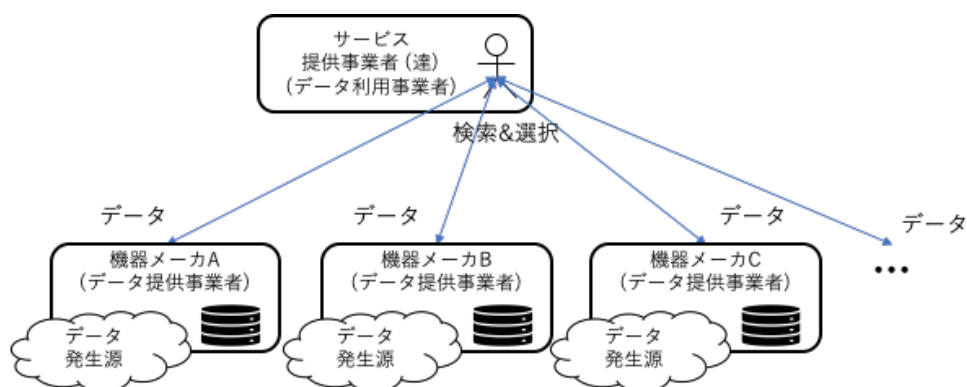 サービス
提供事業者(達)
(データ利用事業者)
検索&選択
データ
データ
データ
データ
機器メーカA
(データ提供事業者)
機器メーカB
(データ提供事業者)
機器メーカC
(データ提供事業者)
•••
データ
発生源
データ
発生源
データ
発生源